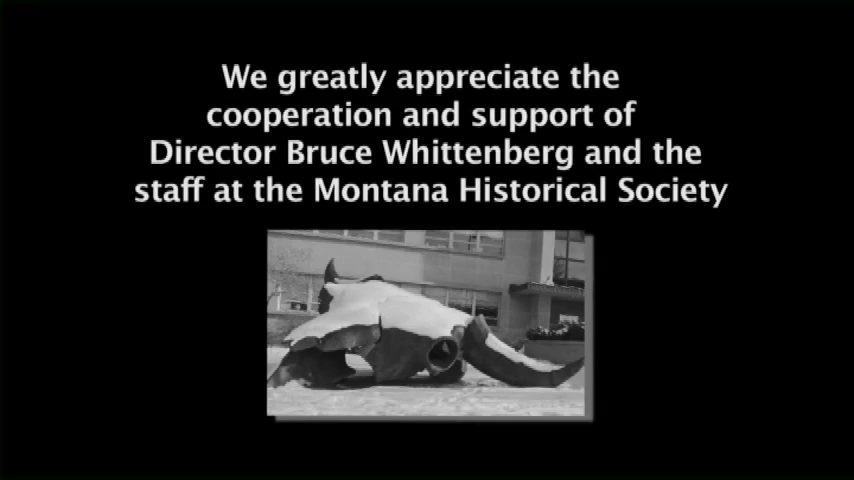 We greatly appreciate the
cooperation and support of
Director Bruce Whittenberg and the
staff at the Montana Historical Society